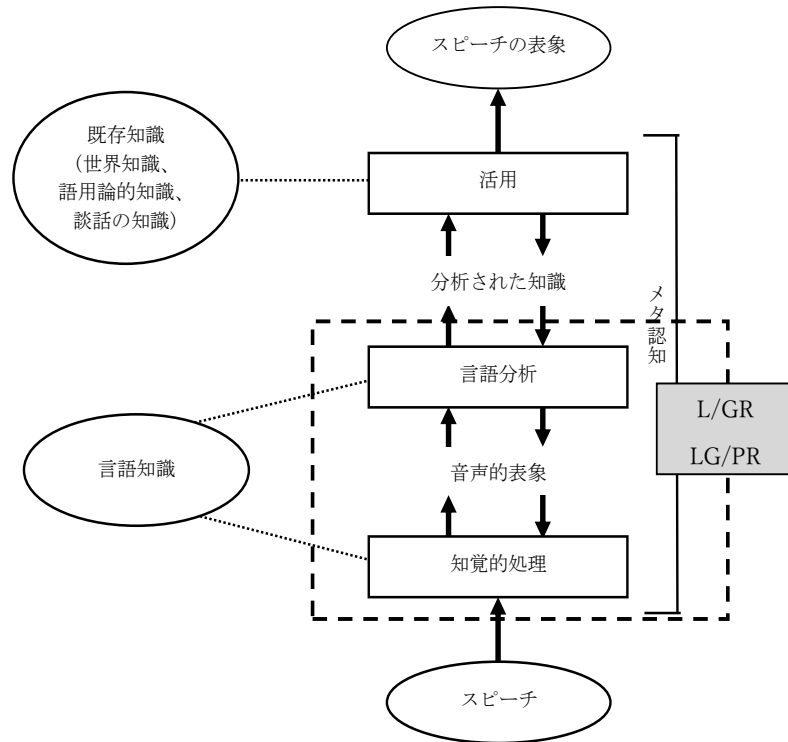 スピーチの表象
既存知識
（世界知識、
語用論的知識、
談話の知識）
活用
分析された知識
メタ認知
言語分析
L/GR
LG/PR
言語知識
音声的表象
知覚的処理
スピーチ